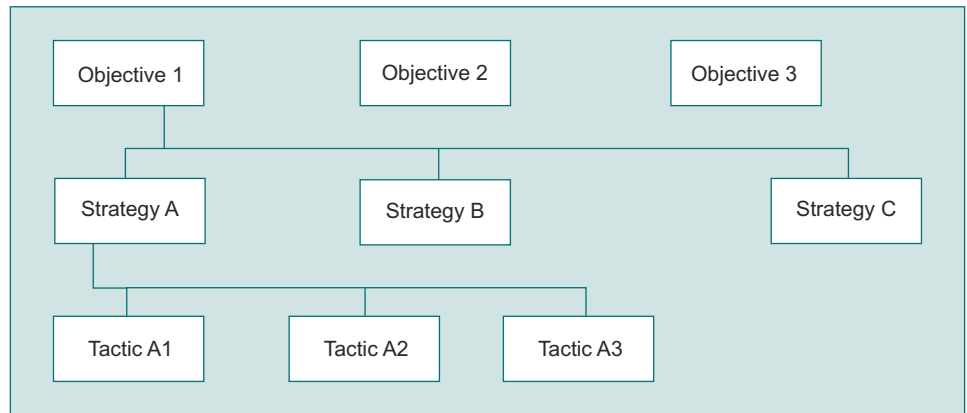 Objective 1
Objective 2
Objective 3
Strategy A
Strategy B
Strategy C
Tactic A1
Tactic A2
Tactic A3